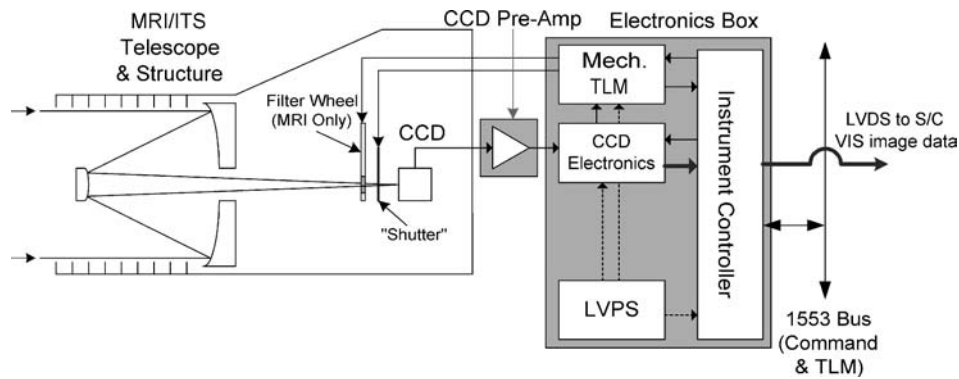 MRI/ITS
Telescope
& Structure
CCD Pre-Amp
Electronics Box
Filter Wheel
(MRI Only)
CCD
"Shutter"
Mech.
TLM
CCD
Electronics
LVPS
Instrument Controller
LVDS to S/C
VIS image data
1553 Bus
(Command
& TLM)